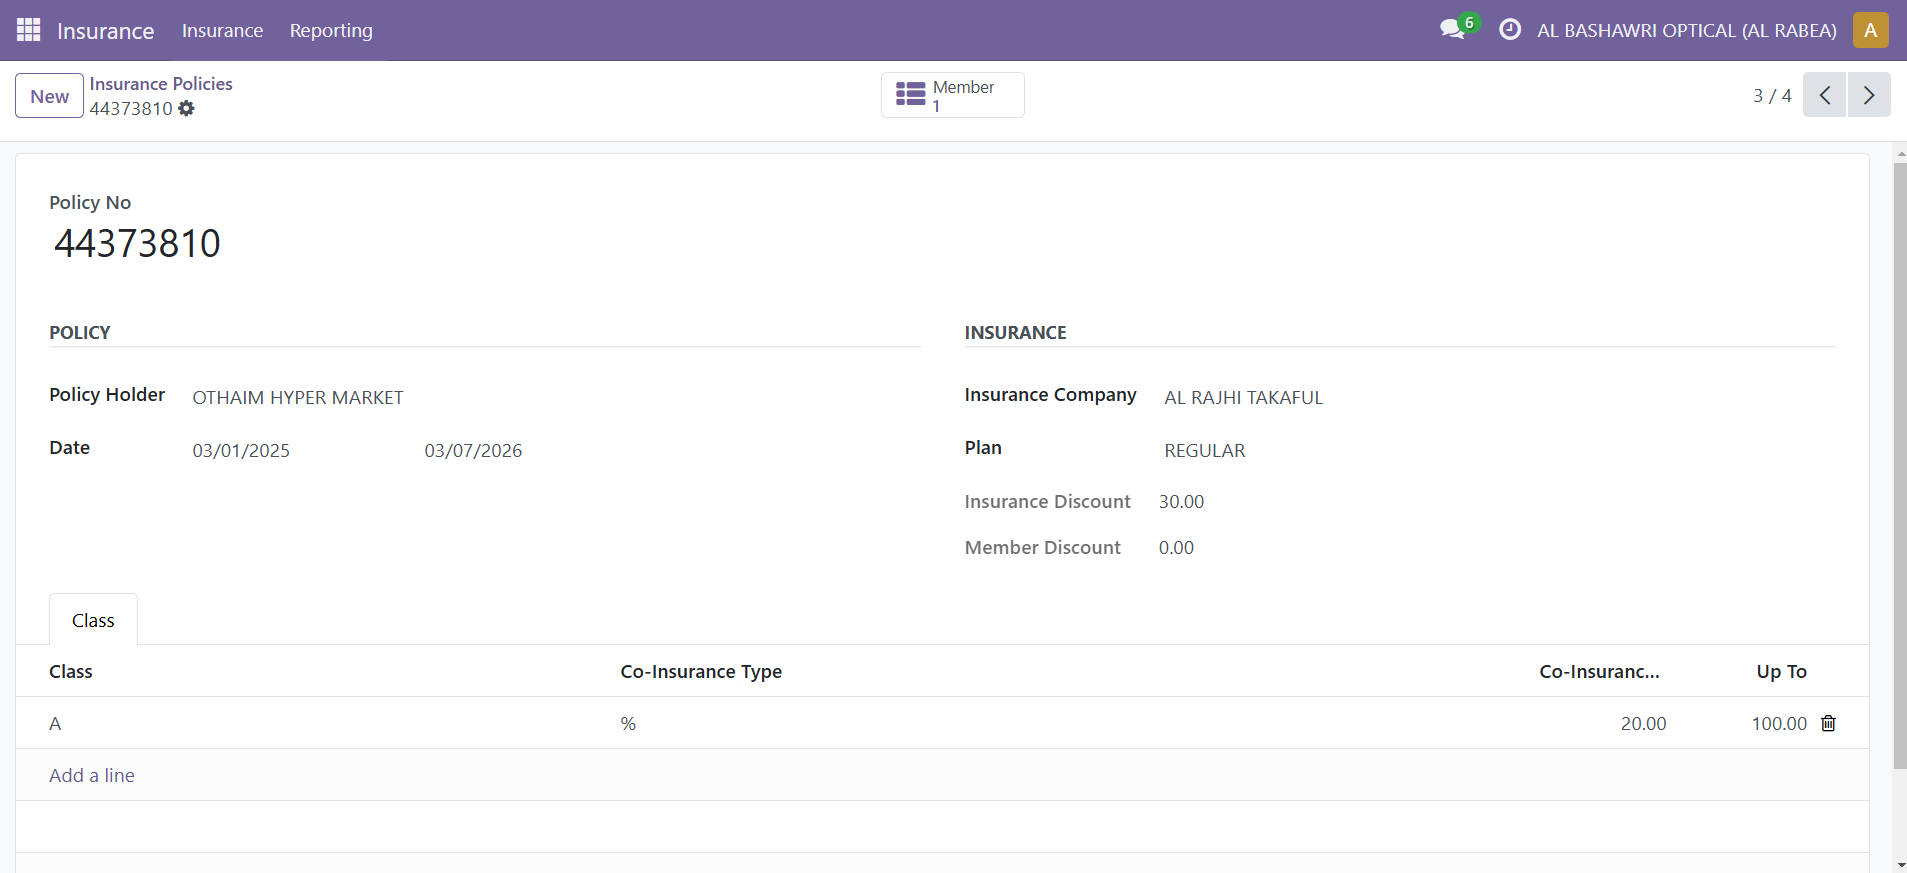 Insurance Insurance Reporting 6 AL BASHAWRI OPTICAL (AL RABEA) A
New Insurance Policies Member 3 / 4
44373810 1
Policy No
44373810
POLICY INSURANCE
Policy Holder OTHAIM HYPER MARKET Insurance Company AL RAJHI TAKAFUL
Date 03/01/2025 03/07/2026 Plan REGULAR
Insurance Discount 30.00
Member Discount 0.00
Class
Class Co-Insurance Type Co-Insuranc... Up To
A % 20.00 100.00
Add a line